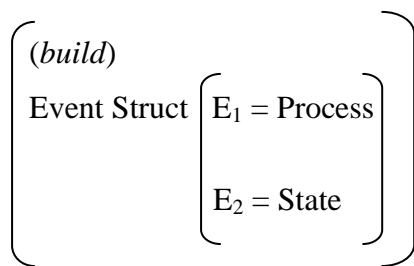 (build)
Event Struct E₁ = Process
E₂ = State